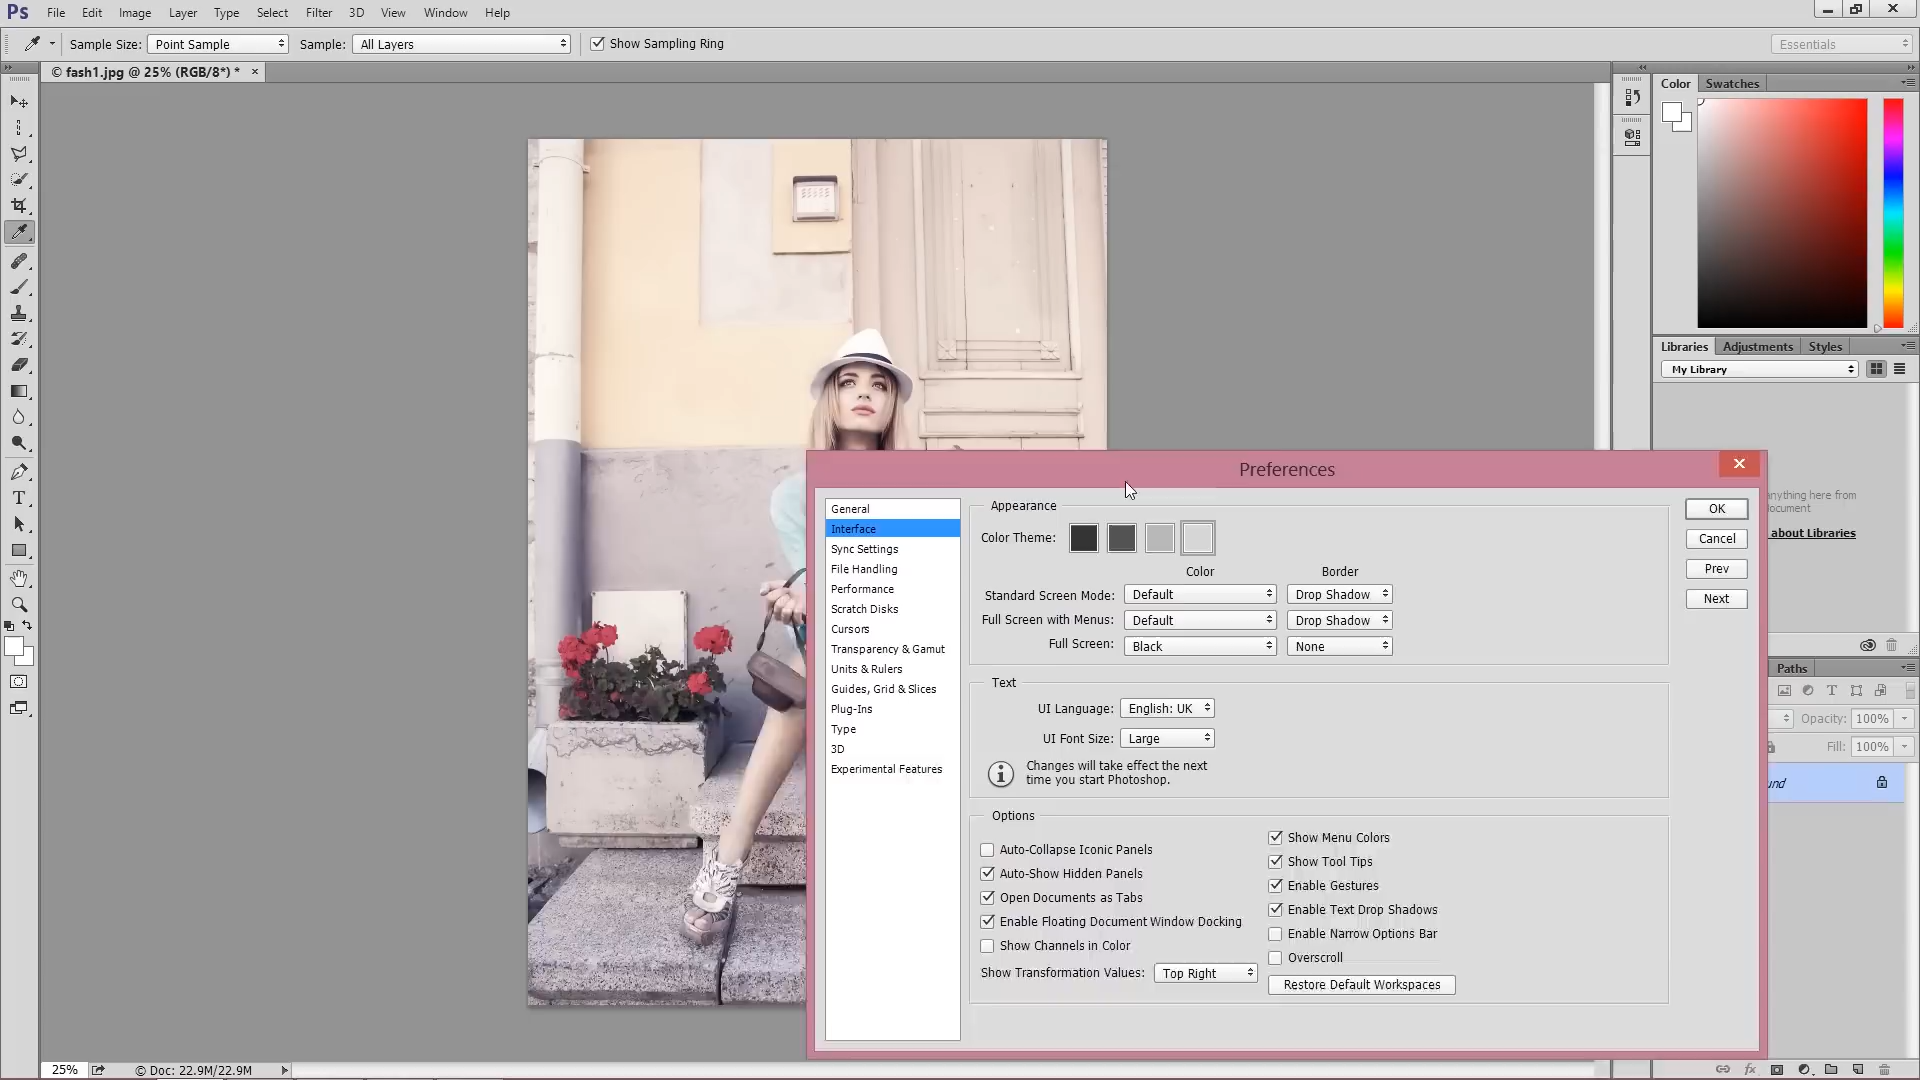 Ps File Edit Image Layer Type Select Filter 3D View Window Help
Sample Size: Point Sample Sample: All Layers Show Sampling Ring Essentials
© fash1.jpg @ 25% (RGB/8*) * ×
Color Swatches
Libraries Adjustments Styles
My Library
anything here from
document
about Libraries
Paths
Opacity: 100%
Fill: 100%
und
Preferences
General
Interface
Sync Settings
File Handling
Performance
Scratch Disks
Cursors
Transparency & Gamut
Units & Rulers
Guides, Grid & Slices
Plug-Ins
Type
3D
Experimental Features
Appearance
Color Theme:
Color Border
Standard Screen Mode: Default Drop Shadow
Full Screen with Menus: Default Drop Shadow
Full Screen: Black None
Text
UI Language: English: UK
UI Font Size: Large
Changes will take effect the next
time you start Photoshop.
Options
Auto-Collapse Iconic Panels
Auto-Show Hidden Panels
Open Documents as Tabs
Enable Floating Document Window Docking
Show Channels in Color
Show Transformation Values: Top Right
Show Menu Colors
Show Tool Tips
Enable Gestures
Enable Text Drop Shadows
Enable Narrow Options Bar
Overscroll
Restore Default Workspaces
OK
Cancel
Prev
Next
25% © Doc: 22.9M/22.9M